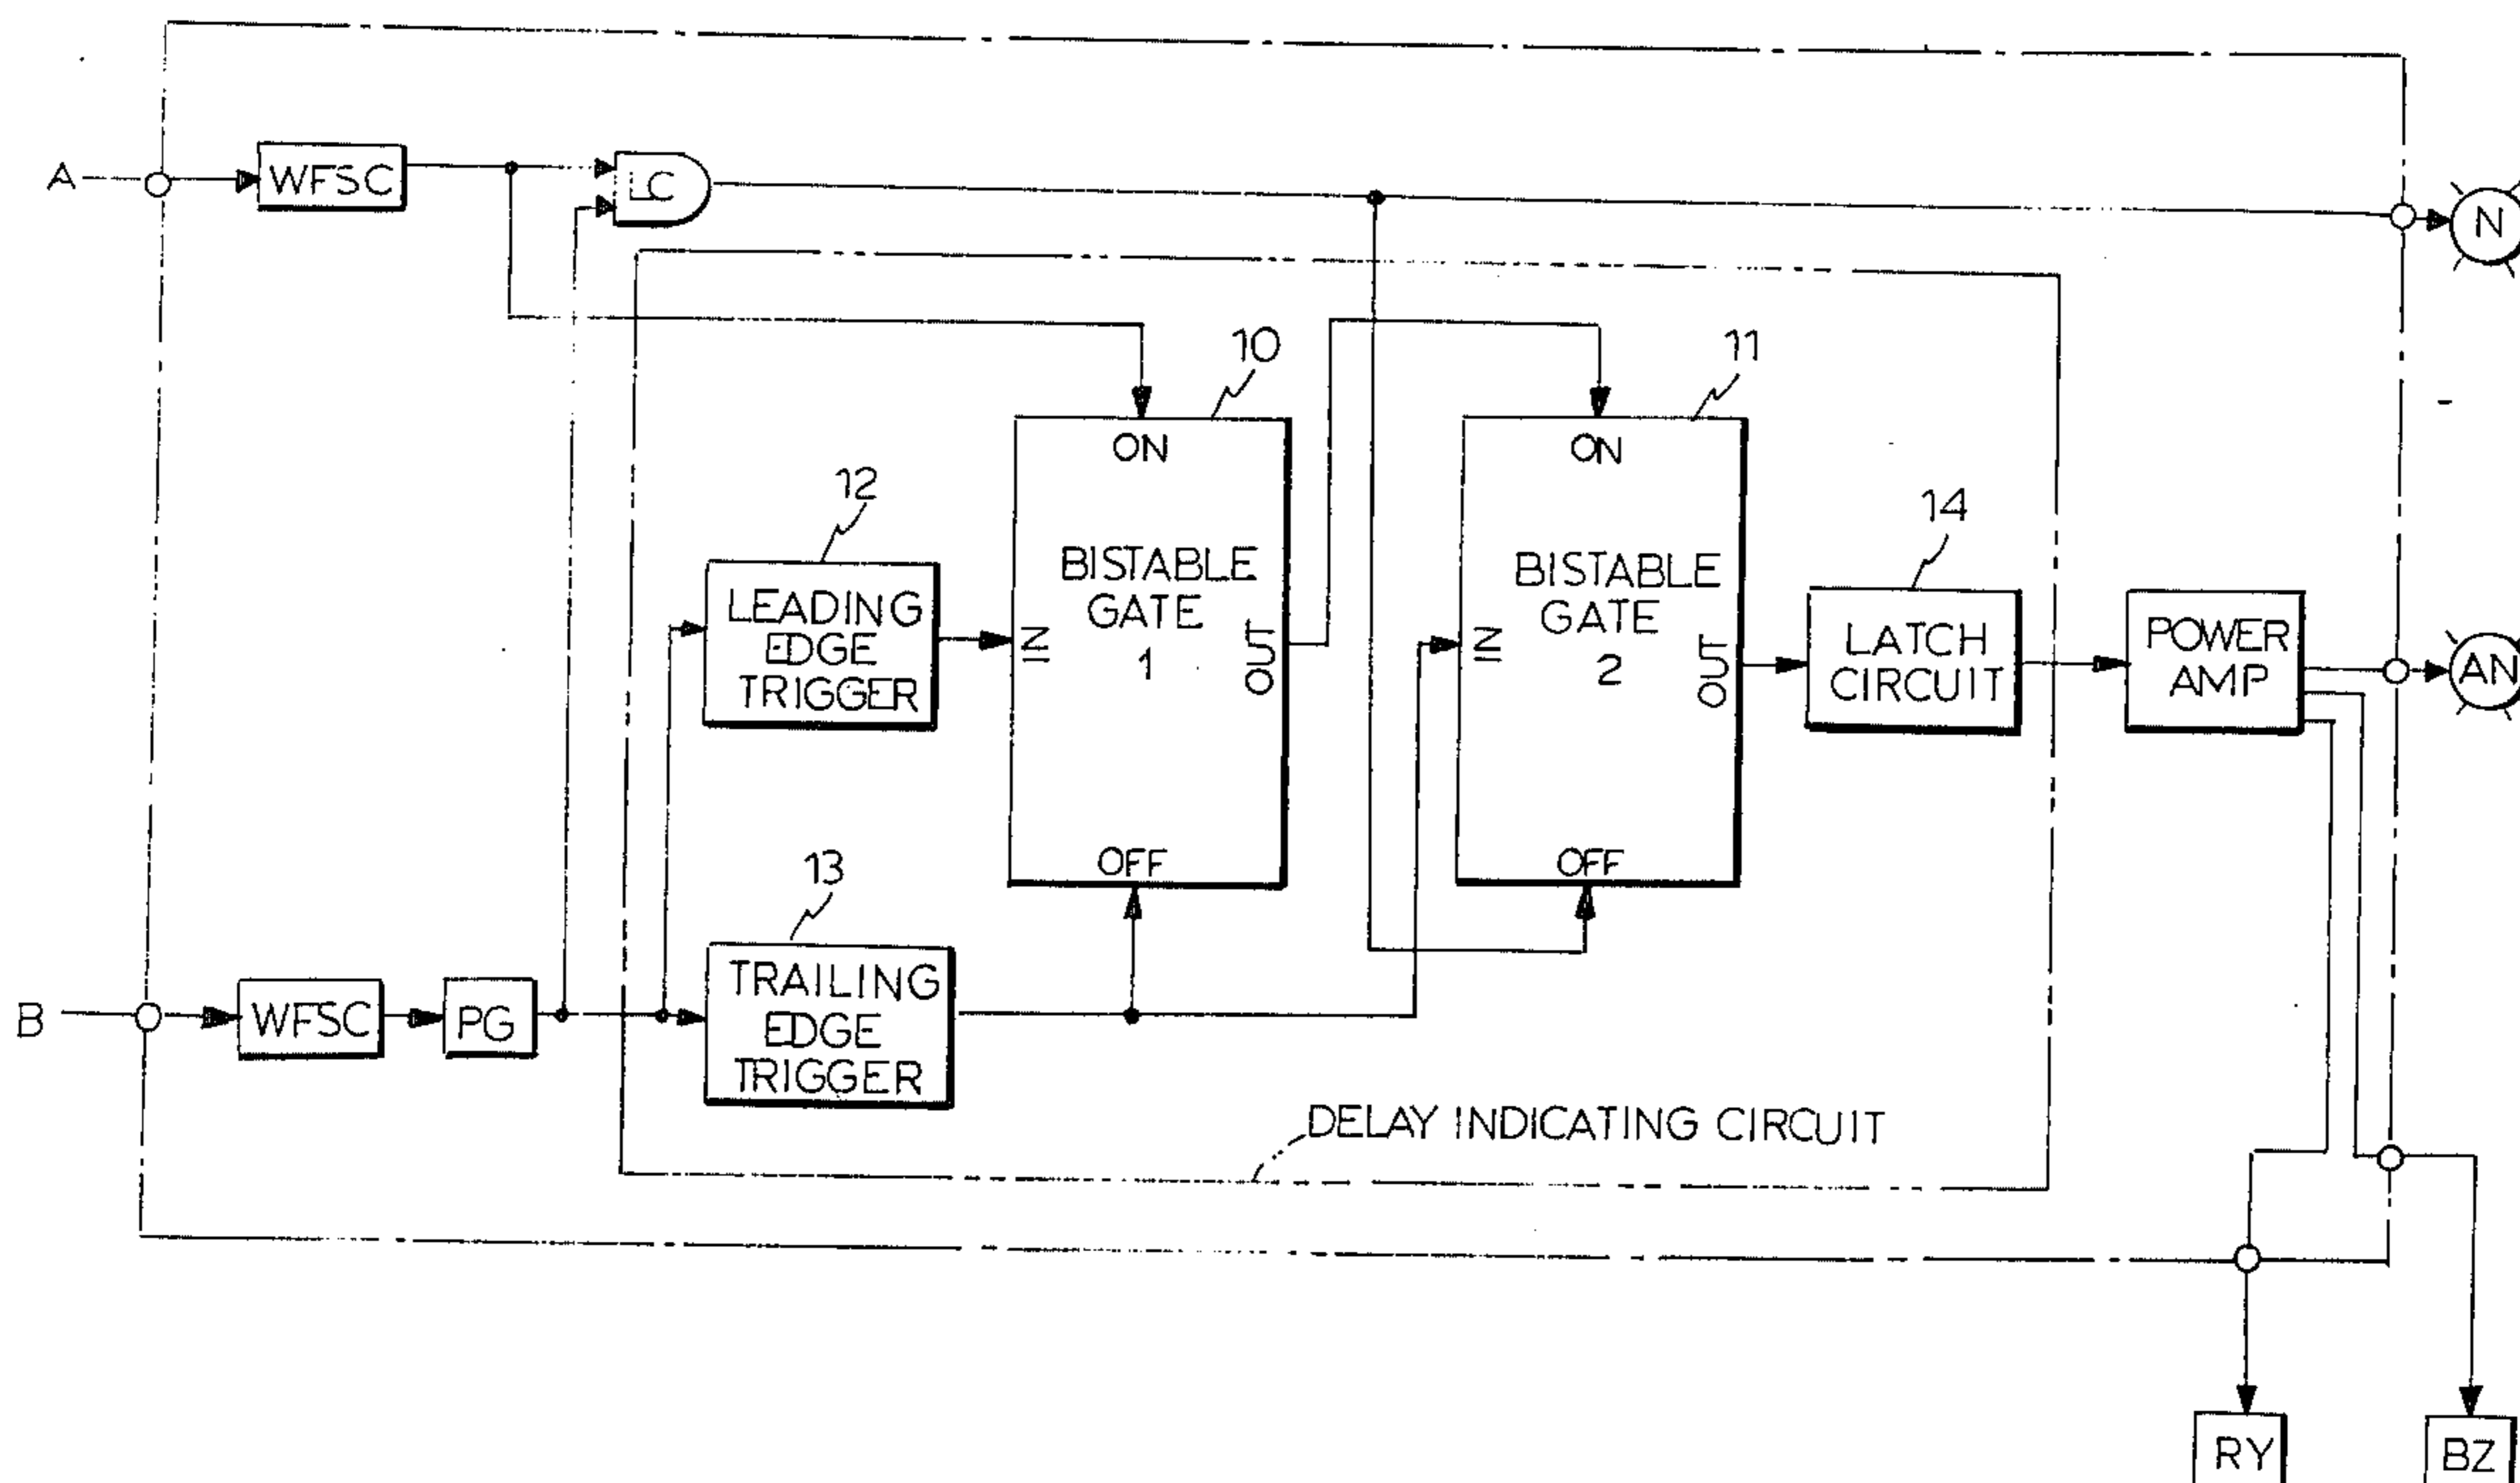 A
WFSC
LC
N
10
11
ON
ON
12
14
LEADING
EDGE
TRIGGER
IN
BISTABLE
GATE
1
OUT
IN
BISTABLE
GATE
2
OUT
LATCH
CIRCUIT
POWER
AMP
AN
13
OFF
OFF
B
WFSC
PG
TRAILING
EDGE
TRIGGER
DELAY INDICATING CIRCUIT
RY
BZ